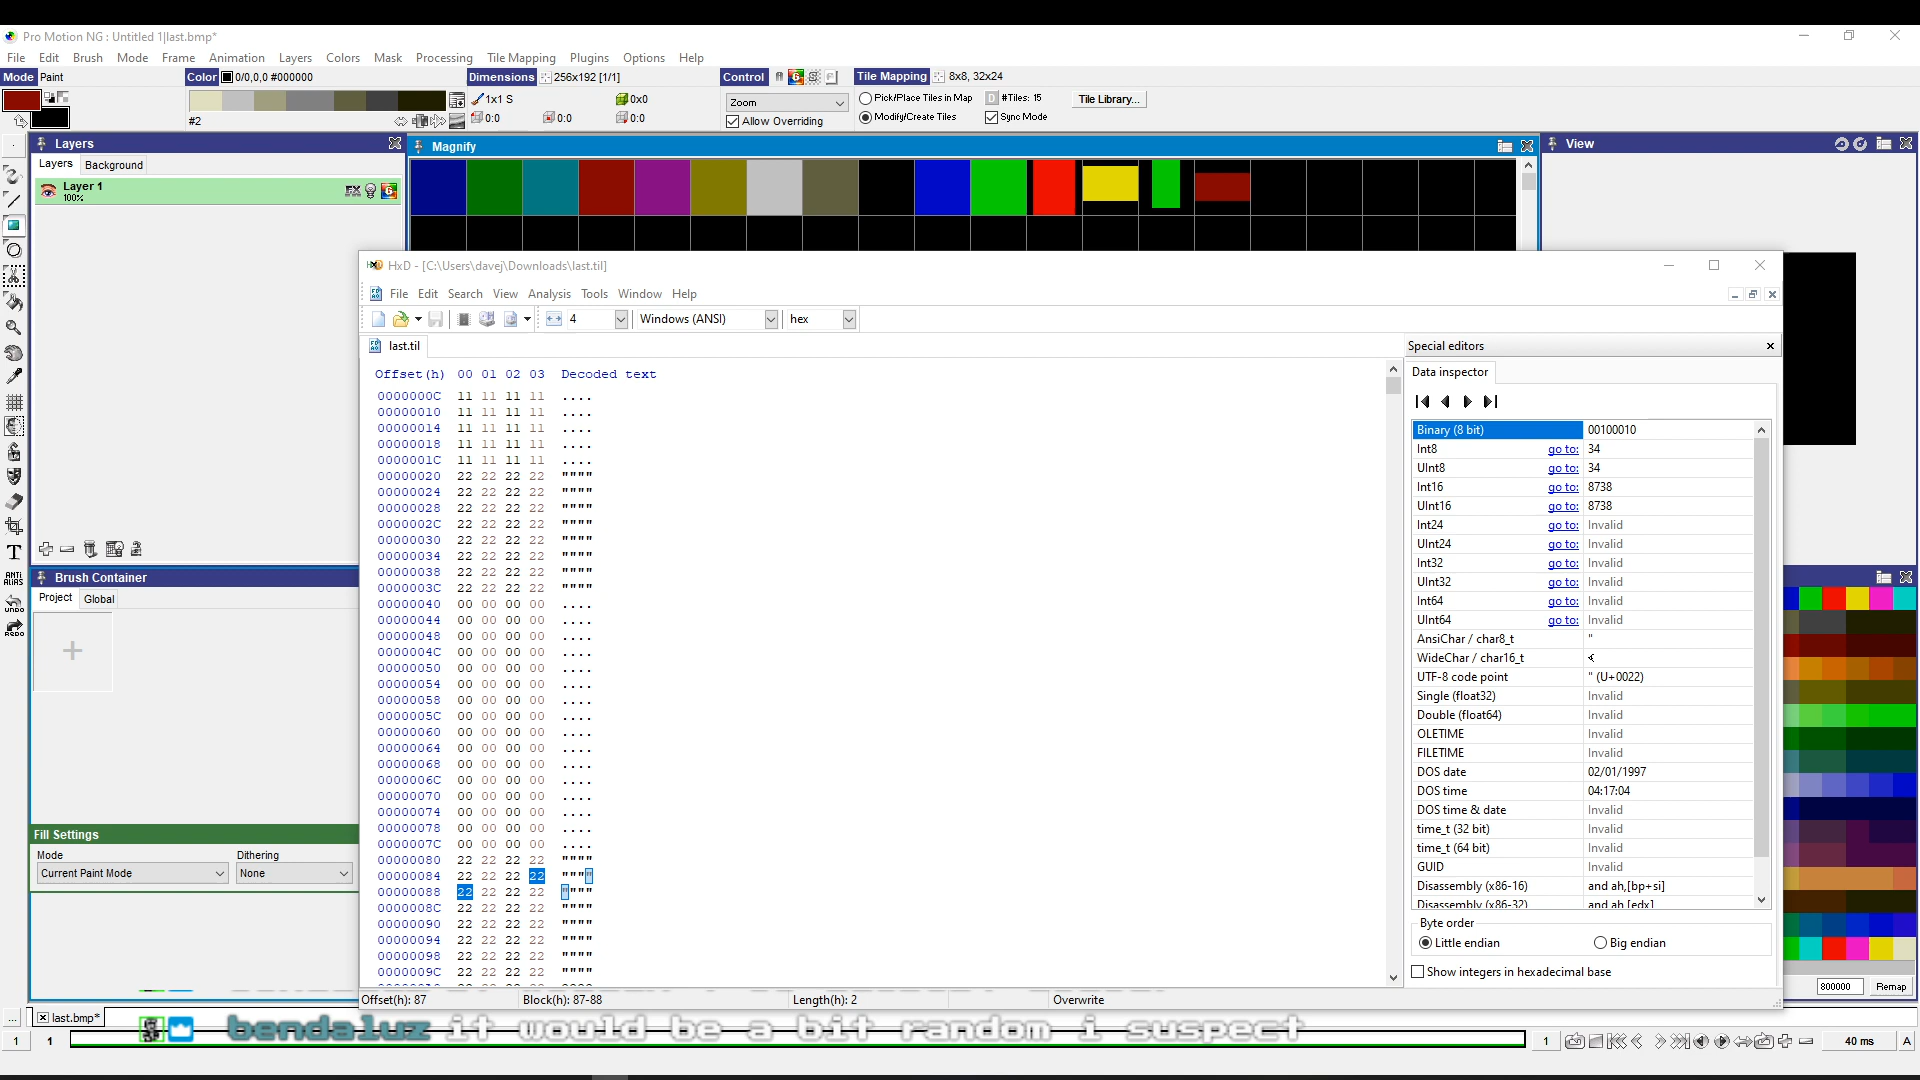 Pro Motion NG : Untitled 1|last.bmp*
File Edit Brush Mode Frame Animation Layers Colors Mask Processing Tile Mapping Plugins Options Help
Mode Paint Color 0/0,0,0 #000000 Dimensions 256x192 [1/1] Control Tile Mapping 8x8, 32x24
1x1 S 0x0 Zoom Pick/Place Tiles in Map #Tiles: 15 Tile Library...
#2 0:0 0:0 0:0 Allow Overriding Modify/Create Tiles Sync Mode
Layers Magnify View
Layers Background
Layer 1
100%
FX
HxD - [C:\Users\davej\Downloads\last.til]
File Edit Search View Analysis Tools Window Help
4 Windows (ANSI) hex
last.til
Offset(h) 00 01 02 03 Decoded text
0000000C 11 11 11 11 ....
00000010 11 11 11 11 ....
00000014 11 11 11 11 ....
00000018 11 11 11 11 ....
0000001C 11 11 11 11 ....
00000020 22 22 22 22 """"
00000024 22 22 22 22 """"
00000028 22 22 22 22 """"
0000002C 22 22 22 22 """"
00000030 22 22 22 22 """"
00000034 22 22 22 22 """"
00000038 22 22 22 22 """"
0000003C 22 22 22 22 """"
00000040 00 00 00 00 ....
00000044 00 00 00 00 ....
00000048 00 00 00 00 ....
0000004C 00 00 00 00 ....
00000050 00 00 00 00 ....
00000054 00 00 00 00 ....
00000058 00 00 00 00 ....
0000005C 00 00 00 00 ....
00000060 00 00 00 00 ....
00000064 00 00 00 00 ....
00000068 00 00 00 00 ....
0000006C 00 00 00 00 ....
00000070 00 00 00 00 ....
00000074 00 00 00 00 ....
00000078 00 00 00 00 ....
0000007C 00 00 00 00 ....
00000080 22 22 22 22 """"
00000084 22 22 22 22 """"
00000088 22 22 22 22 """"
0000008C 22 22 22 22 """"
00000090 22 22 22 22 """"
00000094 22 22 22 22 """"
00000098 22 22 22 22 """"
0000009C 22 22 22 22 """"
Offset(h): 87 Block(h): 87-88 Length(h): 2 Overwrite
Special editors
Data inspector
Binary (8 bit) 00100010
Int8 go to: 34
UInt8 go to: 34
Int16 go to: 8738
UInt16 go to: 8738
Int24 go to: Invalid
UInt24 go to: Invalid
Int32 go to: Invalid
UInt32 go to: Invalid
Int64 go to: Invalid
UInt64 go to: Invalid
AnsiChar / char8_t "
WideChar / char16_t ∢
UTF-8 code point " (U+0022)
Single (float32) Invalid
Double (float64) Invalid
OLETIME Invalid
FILETIME Invalid
DOS date 02/01/1997
DOS time 04:17:04
DOS time & date Invalid
time_t (32 bit) Invalid
time_t (64 bit) Invalid
GUID Invalid
Disassembly (x86-16) and ah,[bp+si]
Disassembly (x86-32) and ah,[edx]
Byte order
Little endian Big endian
Show integers in hexadecimal base
T
ANTI ALIAS
UNDO
REDO
Brush Container
Project Global
Fill Settings
Mode Dithering
Current Paint Mode None
800000 Remap
... last.bmp*
bendaluz it would be a bit random i suspect
1 1 1 40 ms A